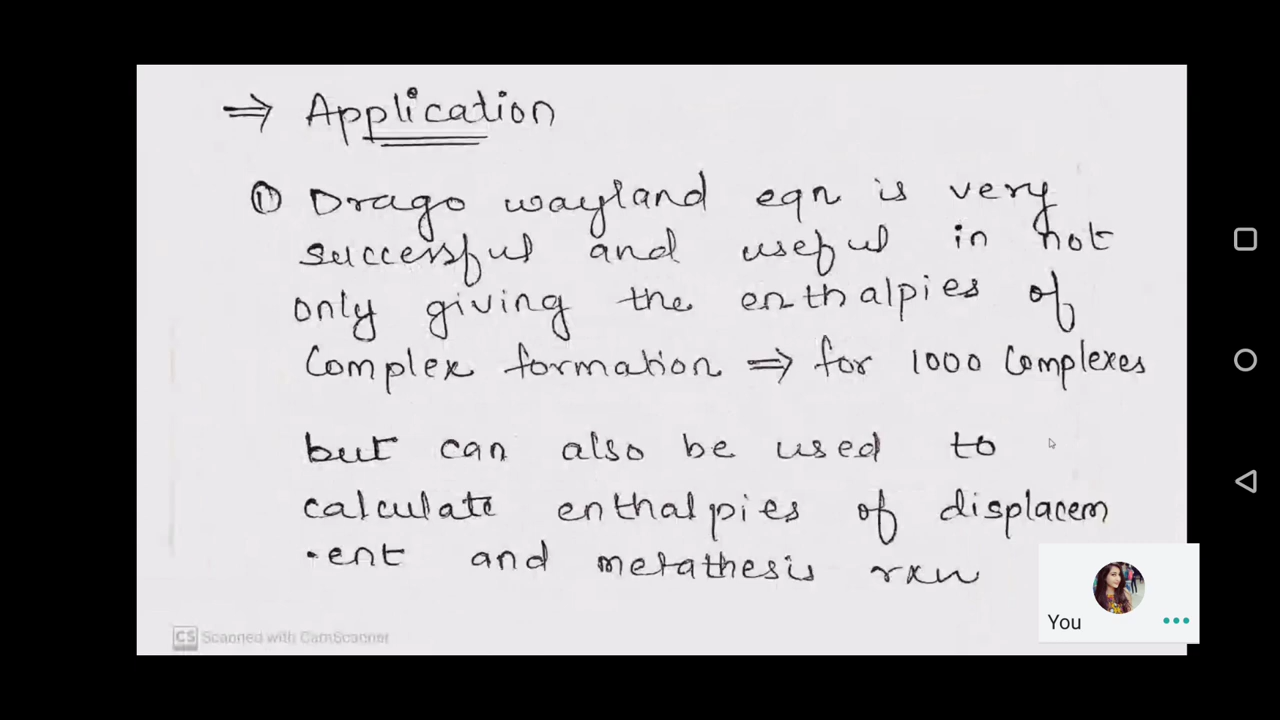 ⇒ Application
① Drago wayland eqn is very
successful and useful in not
only giving the enthalpies of
Complex formation ⇒ for 1000 Complexes
but can also be used to
calculate enthalpies of displacem
ent and metathesis rxn
You
CS Scanned with CamScanner